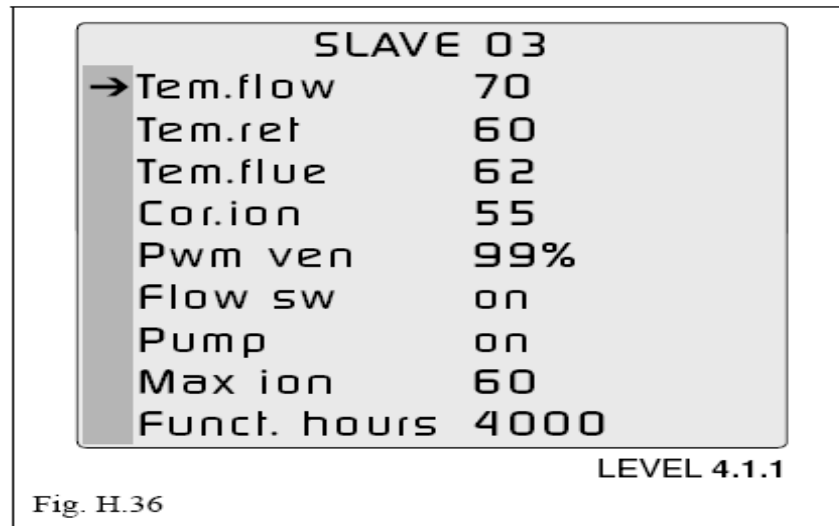 SLAVE 03
→Tem.flow 70
Tem.ret 60
Tem.flue 62
Cor.ion 55
Pwm ven 99%
Flow sw on
Pump on
Max ion 60
Funct. hours 4000
LEVEL 4.1.1
Fig. H.36